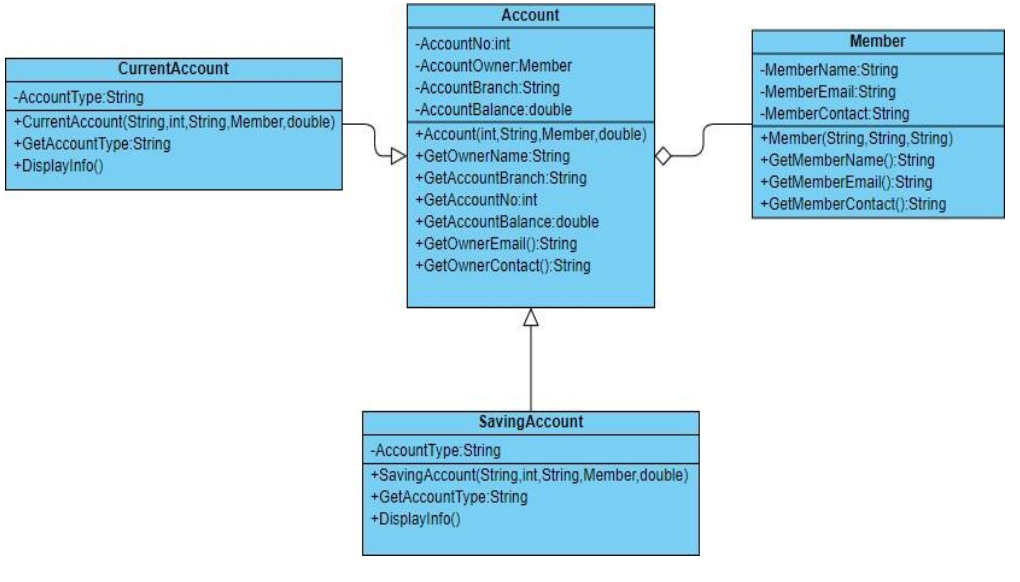 Account
-AccountNo:int
-AccountOwner:Member
-AccountBranch:String
-AccountBalance:double
+Account(int,String,Member,double)
+GetOwnerName:String
+GetAccountBranch:String
+GetAccountNo:int
+GetAccountBalance:double
+GetOwnerEmail():String
+GetOwnerContact():String
CurrentAccount
-AccountType:String
+CurrentAccount(String,int,String,Member,double)
+GetAccountType:String
+DisplayInfo()
Member
-MemberName:String
-MemberEmail:String
-MemberContact:String
+Member(String,String,String)
+GetMemberName():String
+GetMemberEmail():String
+GetMemberContact():String
SavingAccount
-AccountType:String
+SavingAccount(String,int,String,Member,double)
+GetAccountType:String
+DisplayInfo()